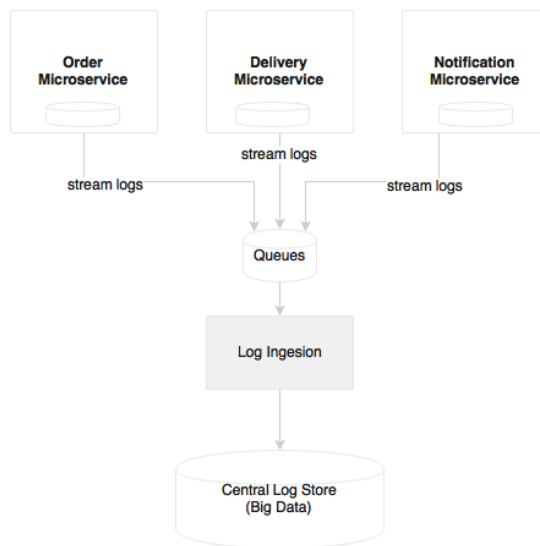 Order
Microservice
Delivery
Microservice
Notification
Microservice
stream logs
stream logs
stream logs
Queues
Log Ingesion
Central Log Store
(Big Data)